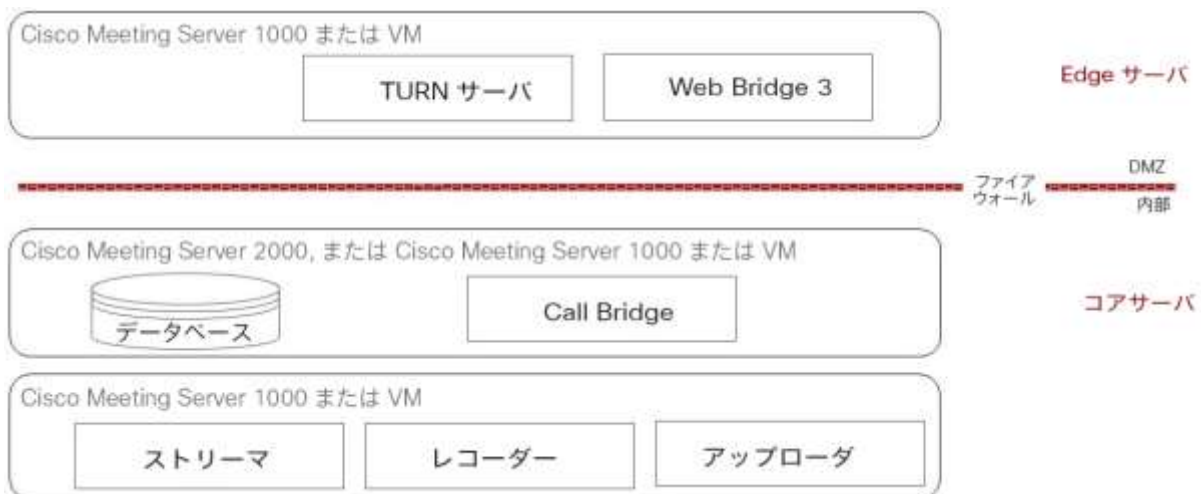 Cisco Meeting Server 1000 または VM
TURN サーバ
Web Bridge 3
Edge サーバ
DMZ
ファイア
ウォール
内部
Cisco Meeting Server 2000, または Cisco Meeting Server 1000 または VM
データベース
Call Bridge
コアサーバ
Cisco Meeting Server 1000 または VM
ストリーマ
レコーダー
アップローダ